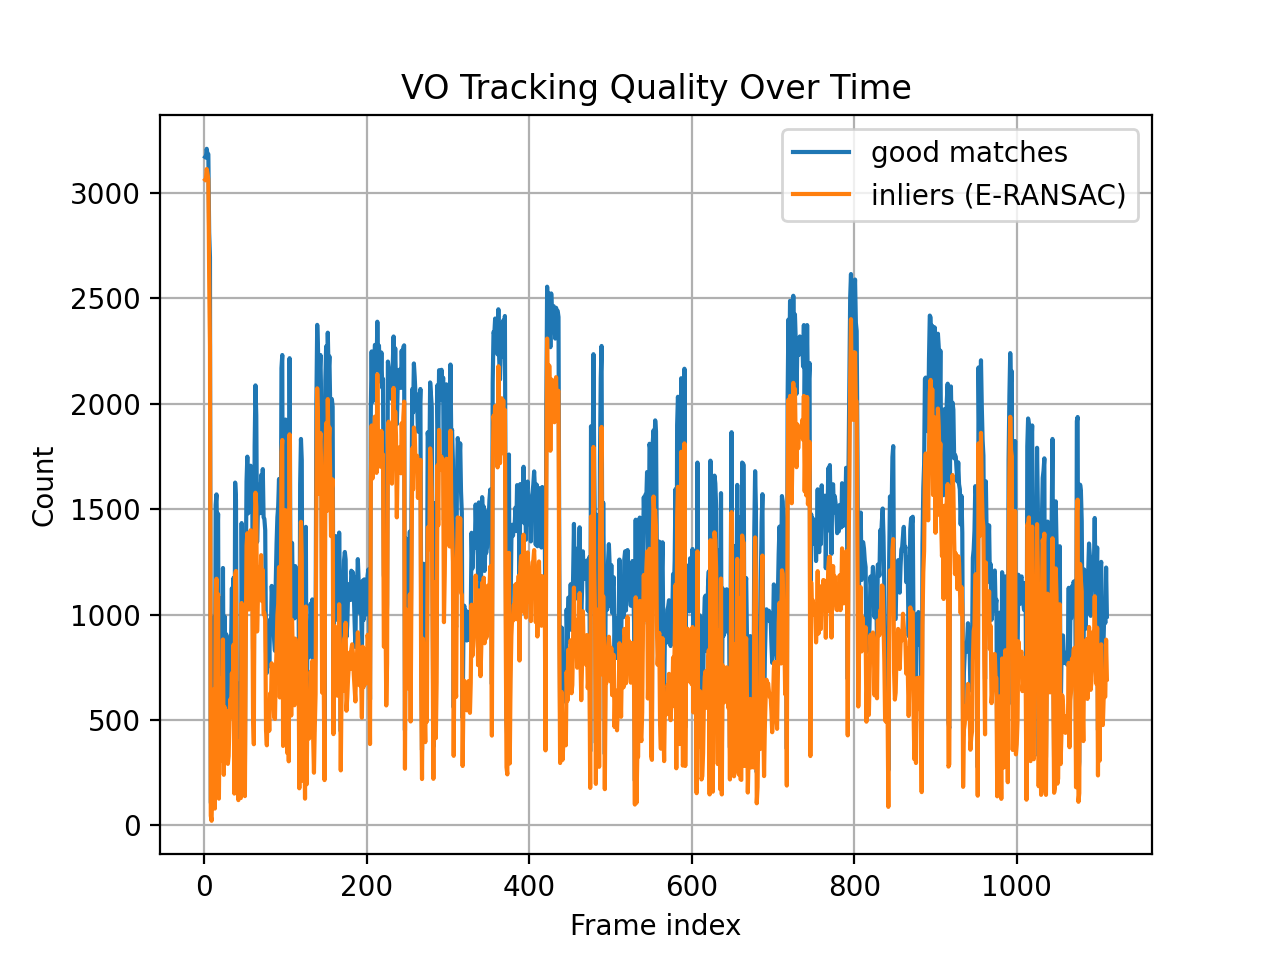 VO Tracking Quality Over Time
good matches
inliers (E-RANSAC)
3000
2500
2000
1500
1000
500
0
Count
0 200 400 600 800 1000
Frame index